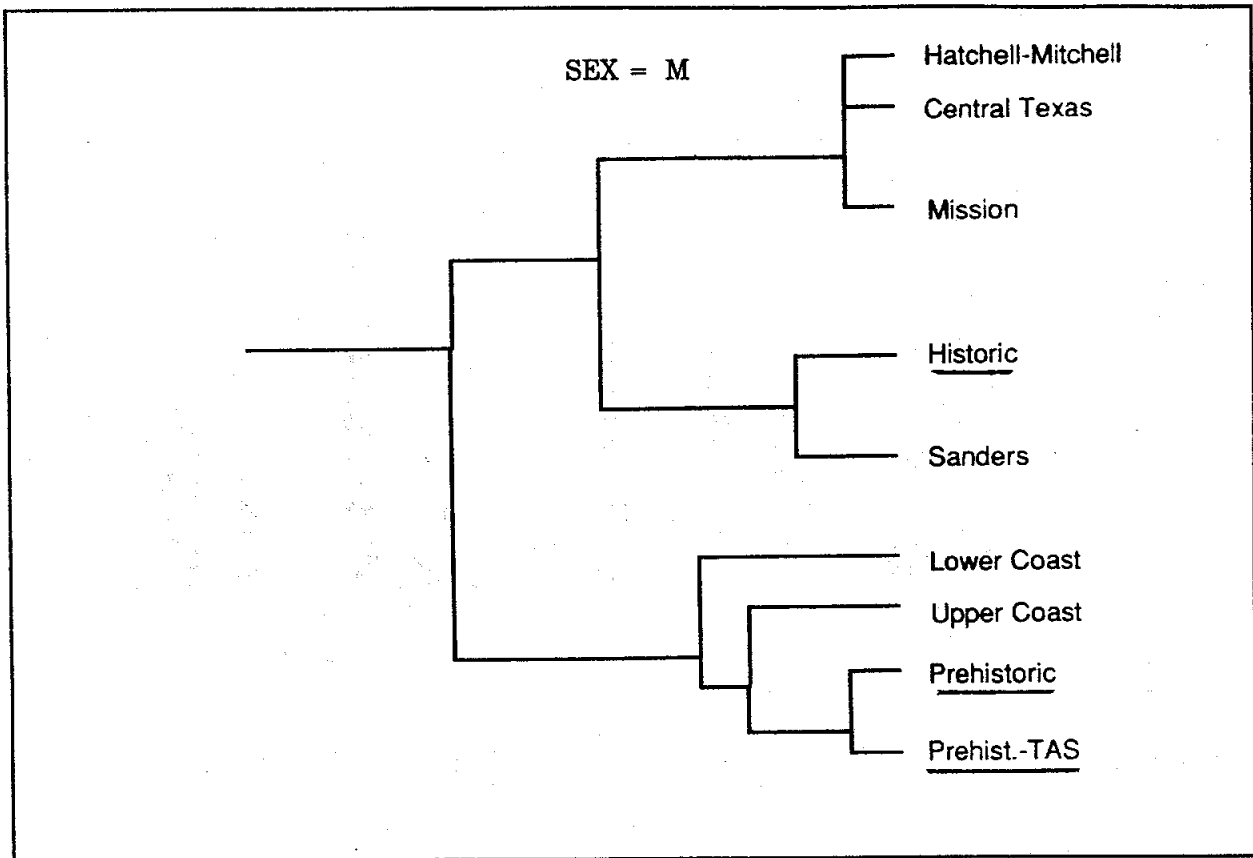 SEX = M
Hatchell-Mitchell
Central Texas
Mission
Historic
Sanders
Lower Coast
Upper Coast
Prehistoric
Prehist.-TAS